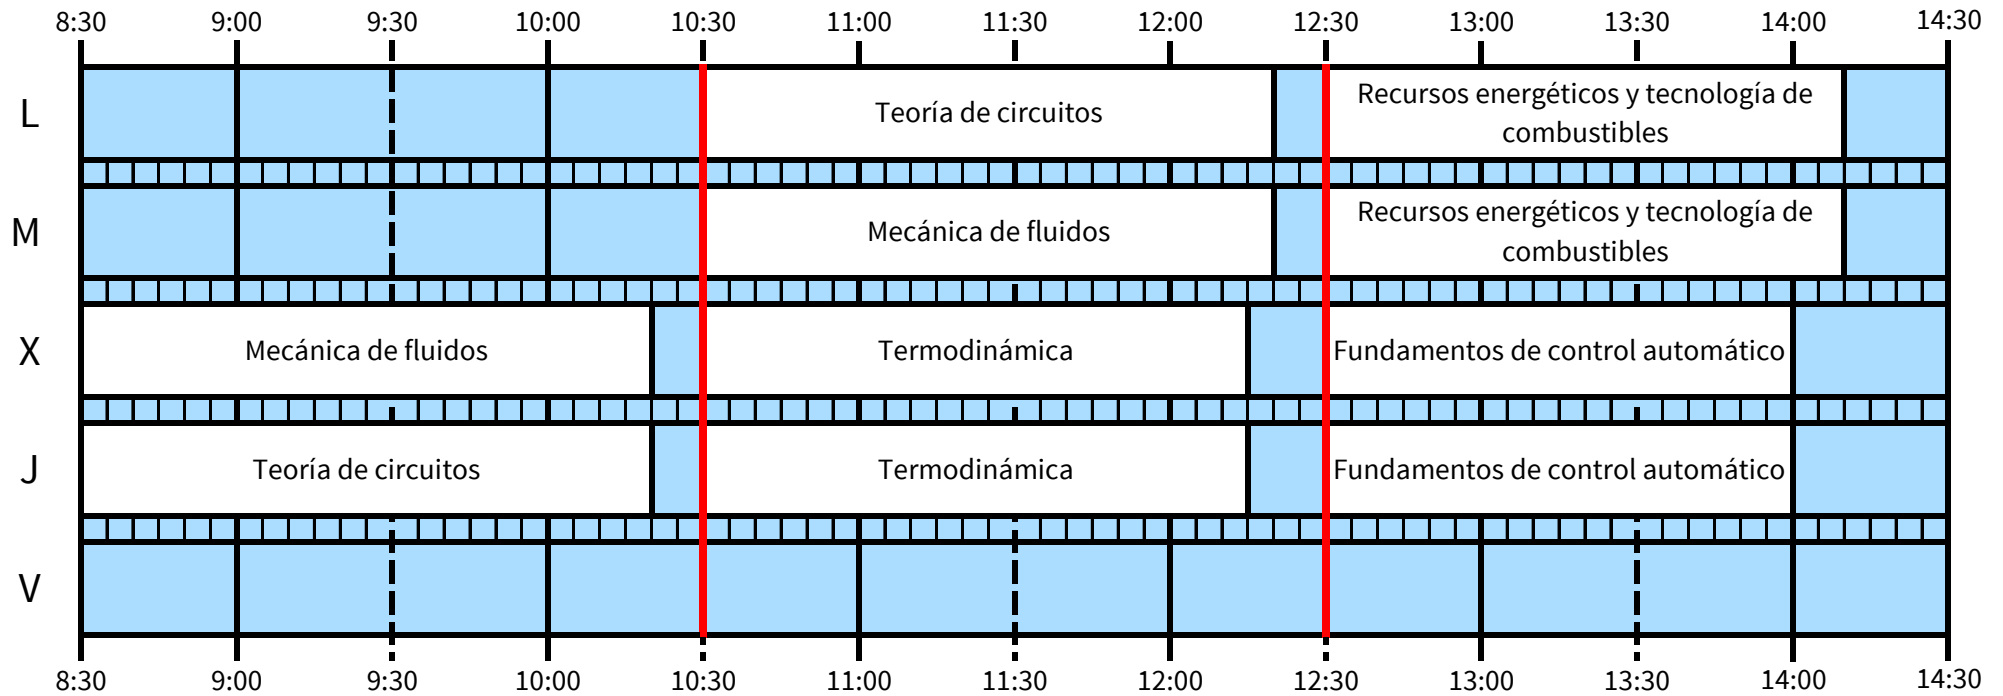 8:30 9:00 9:30 10:00 10:30 11:00 11:30 12:00 12:30 13:00 13:30 14:00 14:30
L
Teoría de circuitos
Recursos energéticos y tecnología de
combustibles
M
Mecánica de fluidos
Recursos energéticos y tecnología de
combustibles
X
Mecánica de fluidos
Termodinámica
Fundamentos de control automático
J
Teoría de circuitos
Termodinámica
Fundamentos de control automático
V
8:30 9:00 9:30 10:00 10:30 11:00 11:30 12:00 12:30 13:00 13:30 14:00 14:30